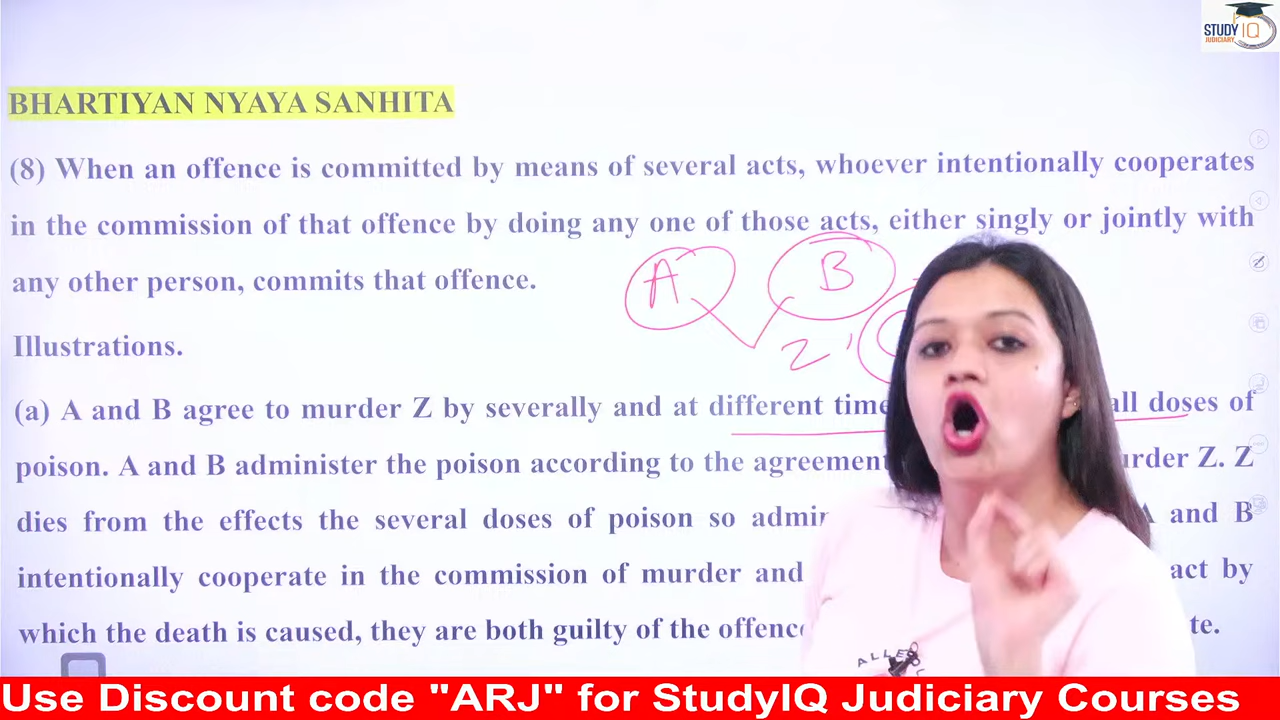 STUDY IQ
JUDICIARY
BHARTIYAN NYAYA SANHITA
(8) When an offence is committed by means of several acts, whoever intentionally cooperates
in the commission of that offence by doing any one of those acts, either singly or jointly with
any other person, commits that offence.
A B
Z'
Illustrations.
(a) A and B agree to murder Z by severally and at different time all doses of
poison. A and B administer the poison according to the agreement urder Z. Z
dies from the effects the several doses of poison so admin A and B
intentionally cooperate in the commission of murder and act by
which the death is caused, they are both guilty of the offence te.
Use Discount code "ARJ" for StudyIQ Judiciary Courses